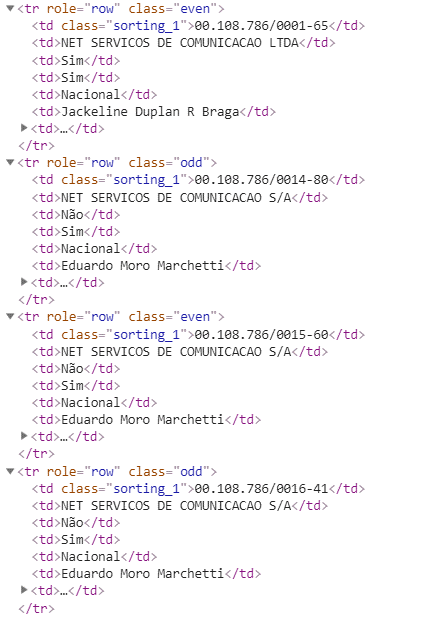 ▼<tr role="row" class="even">
<td class="sorting_1">00.108.786/0001-65</td>
<td>NET SERVICOS DE COMUNICACAO LTDA</td>
<td>Sim</td>
<td>Sim</td>
<td>Nacional</td>
<td>Jackeline Duplan R Braga</td>
▶<td>…</td>
</tr>
▼<tr role="row" class="odd">
<td class="sorting_1">00.108.786/0014-80</td>
<td>NET SERVICOS DE COMUNICACAO S/A</td>
<td>Não</td>
<td>Sim</td>
<td>Nacional</td>
<td>Eduardo Moro Marchetti</td>
▶<td>…</td>
</tr>
▼<tr role="row" class="even">
<td class="sorting_1">00.108.786/0015-60</td>
<td>NET SERVICOS DE COMUNICACAO S/A</td>
<td>Não</td>
<td>Sim</td>
<td>Nacional</td>
<td>Eduardo Moro Marchetti</td>
▶<td>…</td>
</tr>
▼<tr role="row" class="odd">
<td class="sorting_1">00.108.786/0016-41</td>
<td>NET SERVICOS DE COMUNICACAO S/A</td>
<td>Não</td>
<td>Sim</td>
<td>Nacional</td>
<td>Eduardo Moro Marchetti</td>
▶<td>…</td>
</tr>